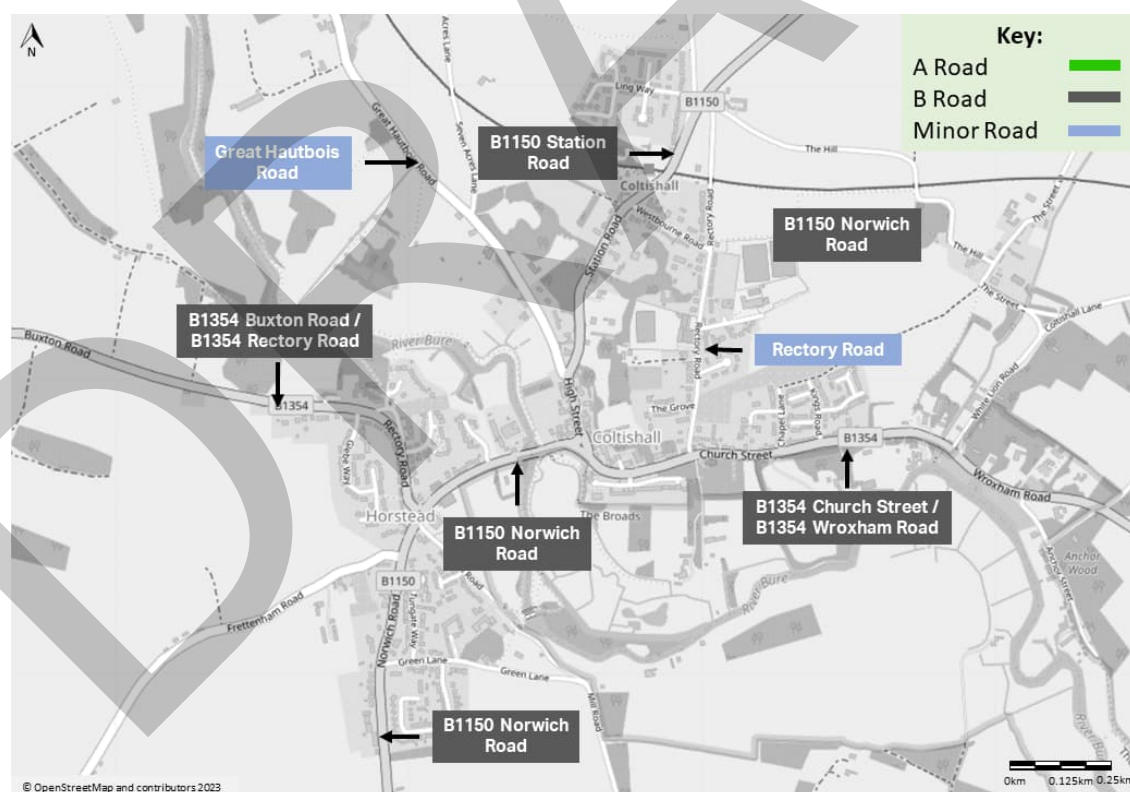 N
Key:
A Road
B Road
Minor Road
Acres Lane
Ling Way
B1150
Great Hautbois Road
Seven Acres Lane
Great Hautbois
Road
B1150 Station
Road
The Hill
Coltishall
The Street
Westbourne Road
Rectory Road
Station Road
B1150 Norwich
Road
The Hill
The Street
Coltishall Lane
B1354 Buxton Road /
B1354 Rectory Road
Buxton Road
River Bure
Rectory Road
Rectory Road
White Lion Road
High Street
B1354
The Grove
Chapel Lane
Kings Road
Rectory Road
Glebe Way
Coltishall
B1354
Church Street
Wroxham Road
Horstead
B1150 Norwich
Road
The Broads
B1354 Church Street /
B1354 Wroxham Road
Anchor
Wood
Anchor Street
B1150
Road
River Bure
Frettenham Road
Norwich Road
Tungate Way
Green Lane
Green Lane
Mill Road
B1150 Norwich
Road
River Bure
0km 0.125km 0.25km
© OpenStreetMap and contributors 2023